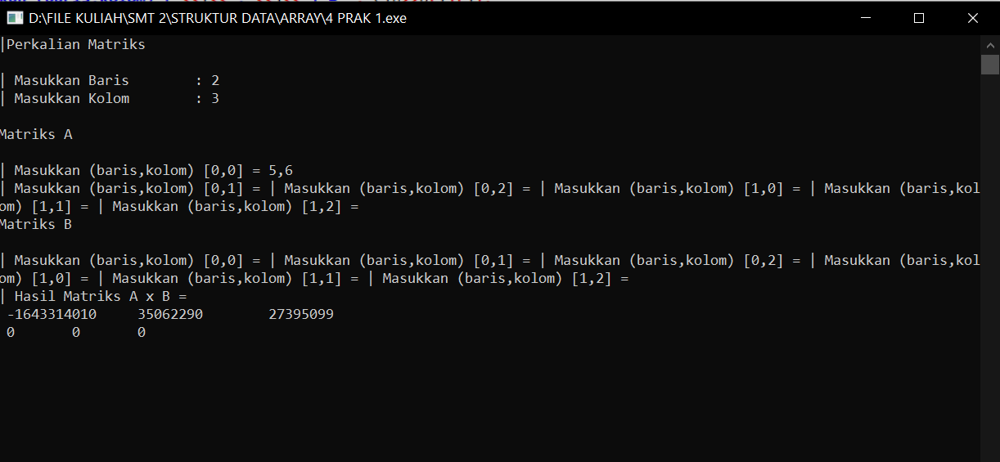 D:\FILE KULIAH\SMT 2\STRUKTUR DATA\ARRAY\4 PRAK 1.exe
|Perkalian Matriks
| Masukkan Baris : 2
| Masukkan Kolom : 3
Matriks A
| Masukkan (baris,kolom) [0,0] = 5,6
| Masukkan (baris,kolom) [0,1] = | Masukkan (baris,kolom) [0,2] = | Masukkan (baris,kolom) [1,0] = | Masukkan (baris,kol
om) [1,1] = | Masukkan (baris,kolom) [1,2] =
Matriks B
| Masukkan (baris,kolom) [0,0] = | Masukkan (baris,kolom) [0,1] = | Masukkan (baris,kolom) [0,2] = | Masukkan (baris,kol
om) [1,0] = | Masukkan (baris,kolom) [1,1] = | Masukkan (baris,kolom) [1,2] =
| Hasil Matriks A x B =
-1643314010 35062290 27395099
0 0 0